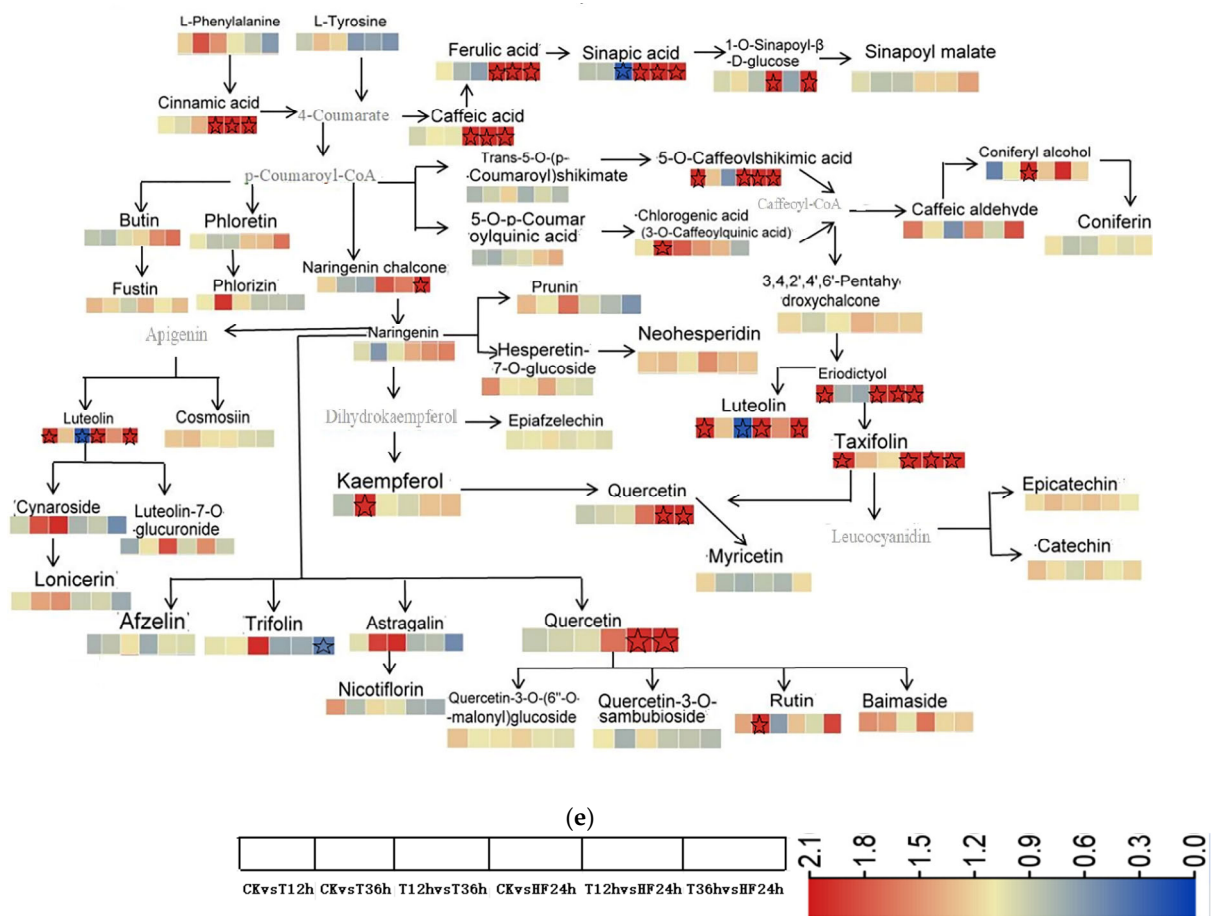 L-Phenylalanine
L-Tyrosine
Ferulic acid
Sinapic acid
1-O-Sinapoyl-β
-D-glucose
Sinapoyl malate
Cinnamic acid
4-Coumarate
Caffeic acid
p-Coumaroyl-CoA
Trans-5-O-(p-
Coumaroyl)shikimate
5-O-Caffeoylshikimic acid
Coniferyl alcohol
Butin
Phloretin
5-O-p-Coumar
oylquinic acid
Chlorogenic acid
(3-O-Caffeoylquinic acid)
Caffeoyl-CoA
Caffeic aldehyde
Coniferin
Naringenin chalcone
Fustin
Phlorizin
Prunin
3,4,2',4',6'-Pentahy
droxychalcone
Apigenin
Naringenin
Hesperetin-
7-O-glucoside
Neohesperidin
Eriodictyol
Luteolin
Cosmosiin
Dihydrokaempferol
Epiafzelechin
Luteolin
Taxifolin
Kaempferol
Quercetin
Epicatechin
Cynaroside
Luteolin-7-O
glucuronide
Leucocyanidin
Catechin
Myricetin
Lonicerin
Afzelin
Trifolin
Astragalin
Quercetin
Nicotiflorin
Quercetin-3-O-(6"-O-
-malonyl)glucoside
Quercetin-3-O-
sambubioside
Rutin
Baimaside
(e)
CKvsT12h CKvsT36h T12hvsT36h CKvsHF24h T12hvsHF24h T36hvsHF24h
2.1 1.8 1.5 1.2 0.9 0.6 0.3 0.0